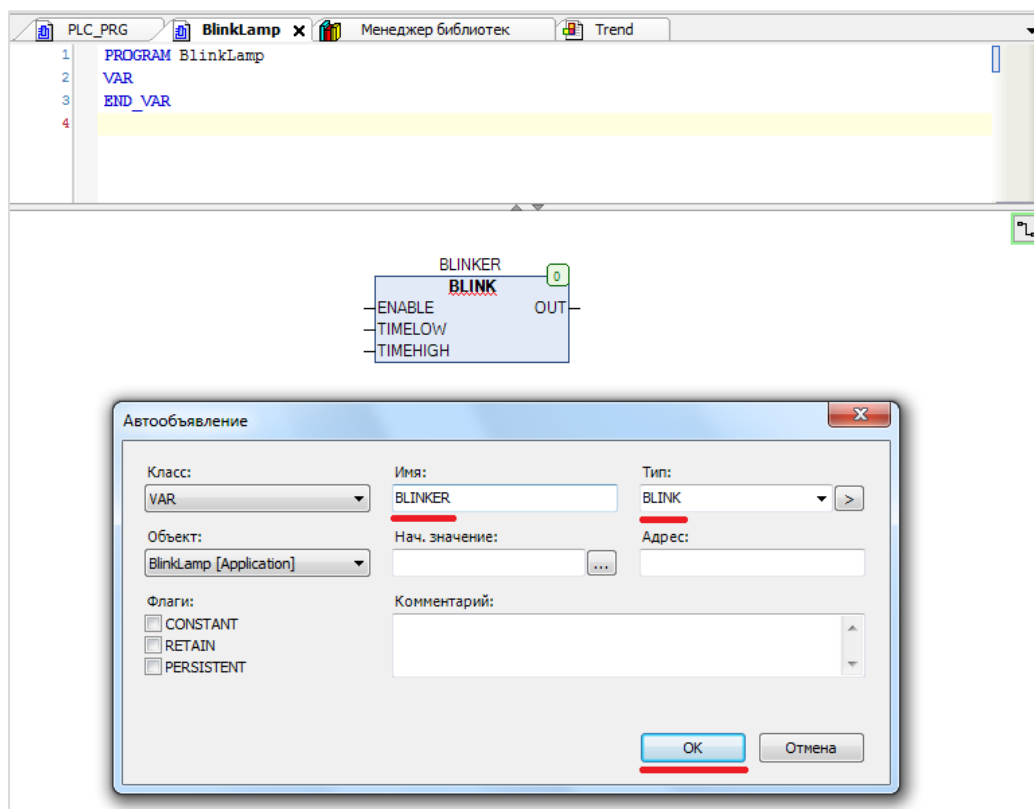 PLC_PRG BlinkLamp X Менеджер библиотек Trend
1 PROGRAM BlinkLamp
2 VAR
3 END_VAR
4
BLINKER
0
BLINK
ENABLE OUT
TIMELOW
TIMEHIGH
Автообъявление
Класс: Имя: Тип:
VAR BLINKER BLINK >
Объект: Нач. значение: Адрес:
BlinkLamp [Application] ...
Флаги: Комментарий:
CONSTANT
RETAIN
PERSISTENT
OK Отмена